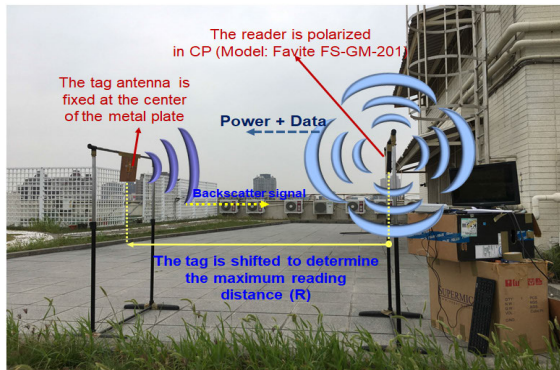 The reader is polarized
in CP (Model: Favite FS-GM-201)
The tag antenna is
fixed at the center
of the metal plate
Power + Data
Backscatter signal
The tag is shifted to determine
the maximum reading
distance (R)
SUPERMICRO